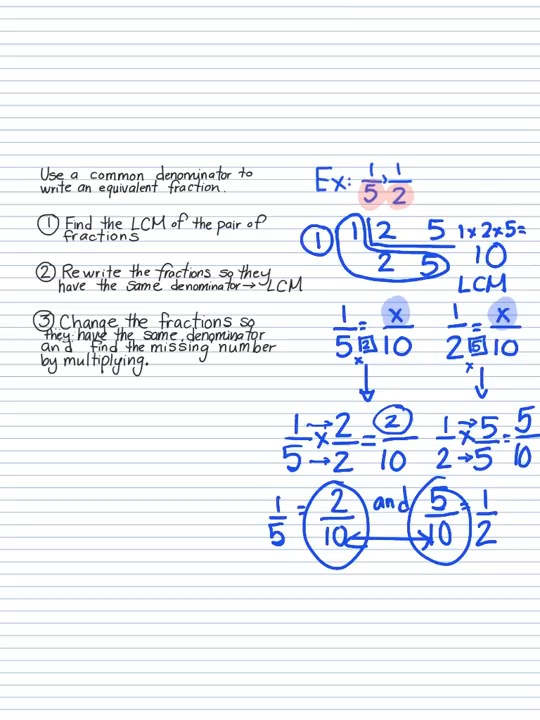 Use a common denominator to
write an equivalent fraction.
① Find the LCM of the pair of
fractions
② Rewrite the fractions so they
have the same denominator → LCM
③ Change the fractions so
they have the same denominator
and find the missing number
by multiplying.
Ex: 1/5, 1/2
① 1 | 2 5 1x2x5=
2 5 10
LCM
1/5 = x/10 1/2 = x/10
x 2 x 5
1/5 x 2/2 = 2/10 1/2 x 5/5 = 5/10
1/5 = 2/10 and 5/10 = 1/2